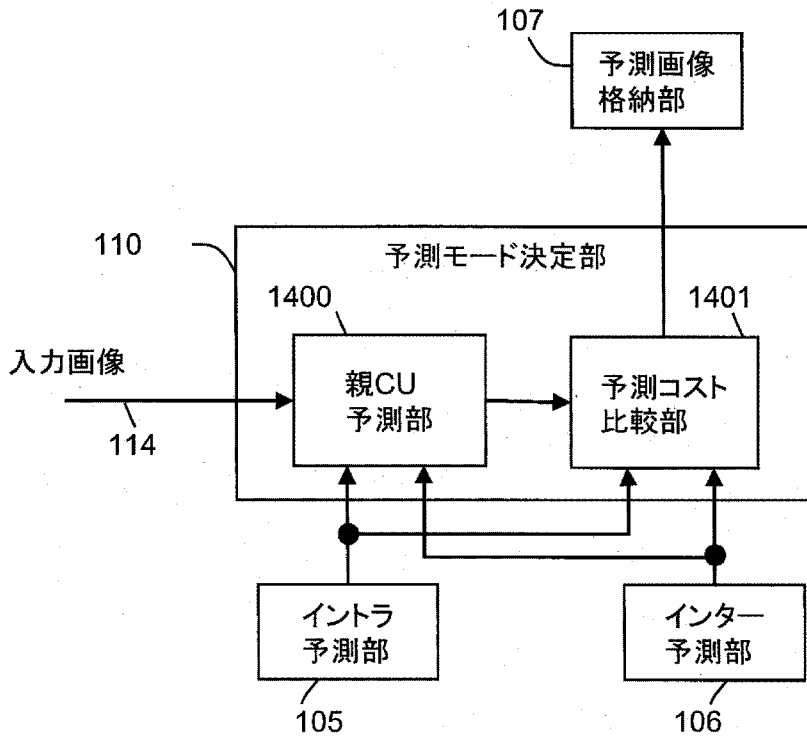 107
予測画像
格納部
110
予測モード決定部
1400
1401
入力画像
114
親CU
予測部
予測コスト
比較部
イントラ
予測部
インター
予測部
105
106